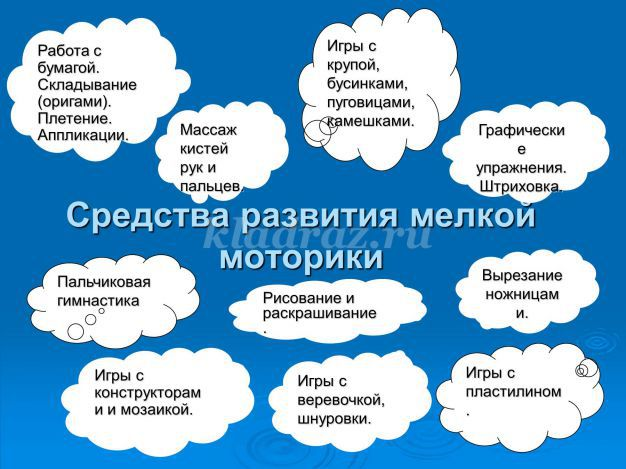 Работа с
бумагой.
Складывание
(оригами).
Плетение.
Аппликации.
Массаж
кистей
рук и
пальцев.
Игры с
крупой,
бусинками,
пуговицами,
камешками.
Графически
е
упражнения.
Штриховка.
Средства развития мелкой
моторики
kladraz.ru
Пальчиковая
гимнастика
Рисование и
раскрашивание
.
Вырезание
ножницам
и.
Игры с
конструкторам
и и мозаикой.
Игры с
веревочкой,
шнуровки.
Игры с
пластилином
.